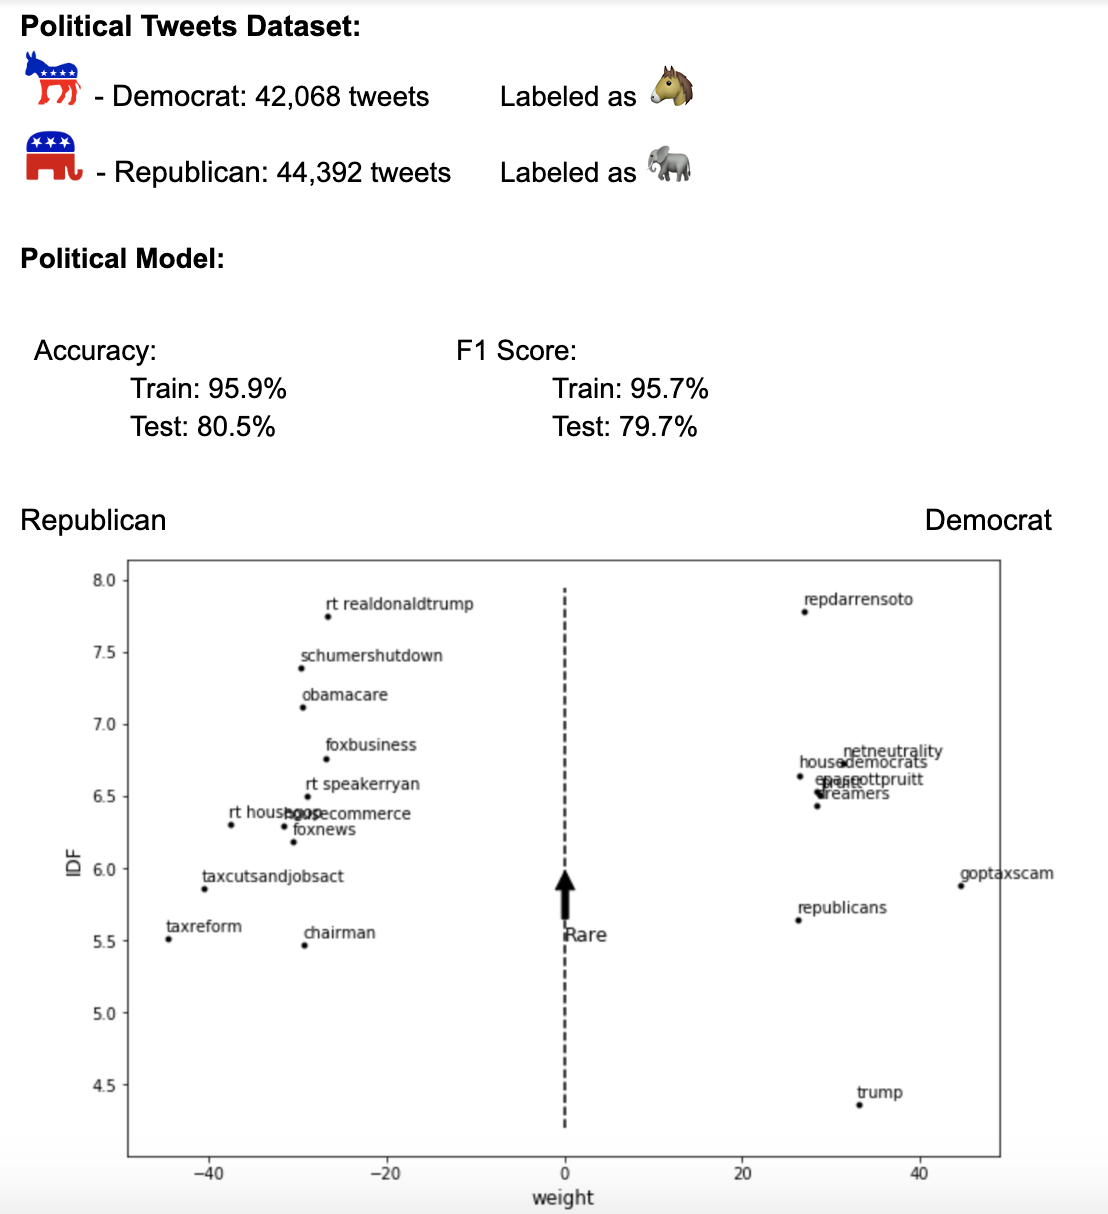 Political Tweets Dataset:
- Democrat: 42,068 tweets Labeled as
- Republican: 44,392 tweets Labeled as
Political Model:
Accuracy: F1 Score:
Train: 95.9% Train: 95.7%
Test: 80.5% Test: 79.7%
Republican Democrat
8.0
rt realdonaldtrump
repdarrensoto
7.5
schumershutdown
obamacare
7.0
foxbusiness
netneutrality
housedemocrats
rt speakerryan
epascottpruitt
pruitt
dreamers
6.5
rt housegop
housecommerce
foxnews
IDF
6.0
taxcutsandjobsact
goptaxscam
republicans
taxreform
chairman
5.5
Rare
5.0
4.5
trump
−40 −20 0 20 40
weight